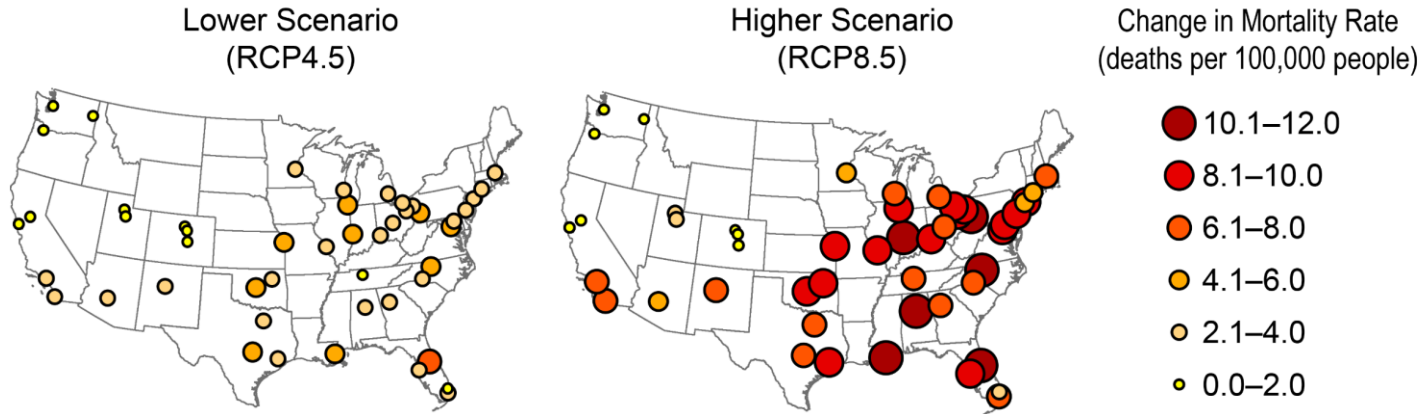 Lower Scenario
(RCP4.5)
Higher Scenario
(RCP8.5)
Change in Mortality Rate
(deaths per 100,000 people)
10.1–12.0
8.1–10.0
6.1–8.0
4.1–6.0
2.1–4.0
0.0–2.0